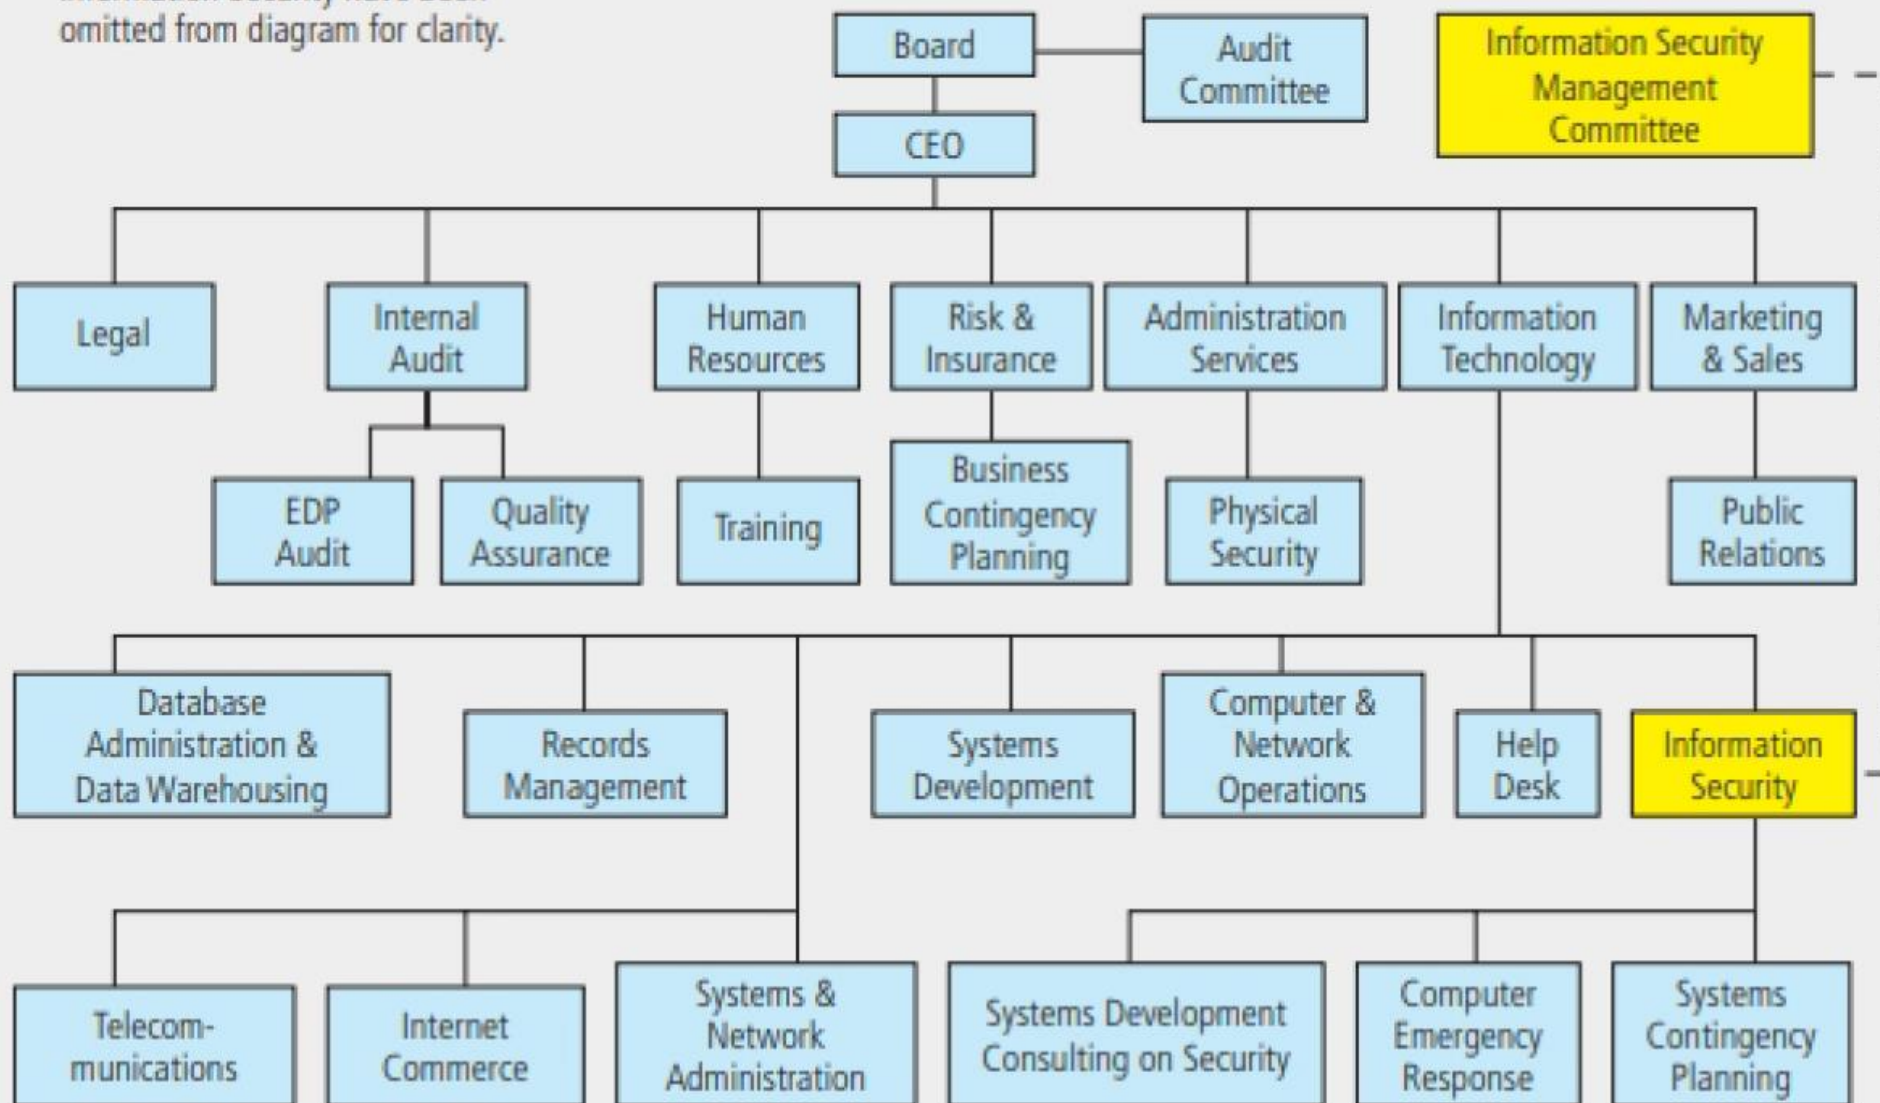 omitted from diagram for clarity.
Board
Audit
Committee
Information Security
Management
Committee
CEO
Legal
Internal
Audit
Human
Resources
Risk &
Insurance
Administration
Services
Information
Technology
Marketing
& Sales
EDP
Audit
Quality
Assurance
Training
Business
Contingency
Planning
Physical
Security
Public
Relations
Database
Administration &
Data Warehousing
Records
Management
Systems
Development
Computer &
Network
Operations
Help
Desk
Information
Security
Telecom-
munications
Internet
Commerce
Systems &
Network
Administration
Systems Development
Consulting on Security
Computer
Emergency
Response
Systems
Contingency
Planning